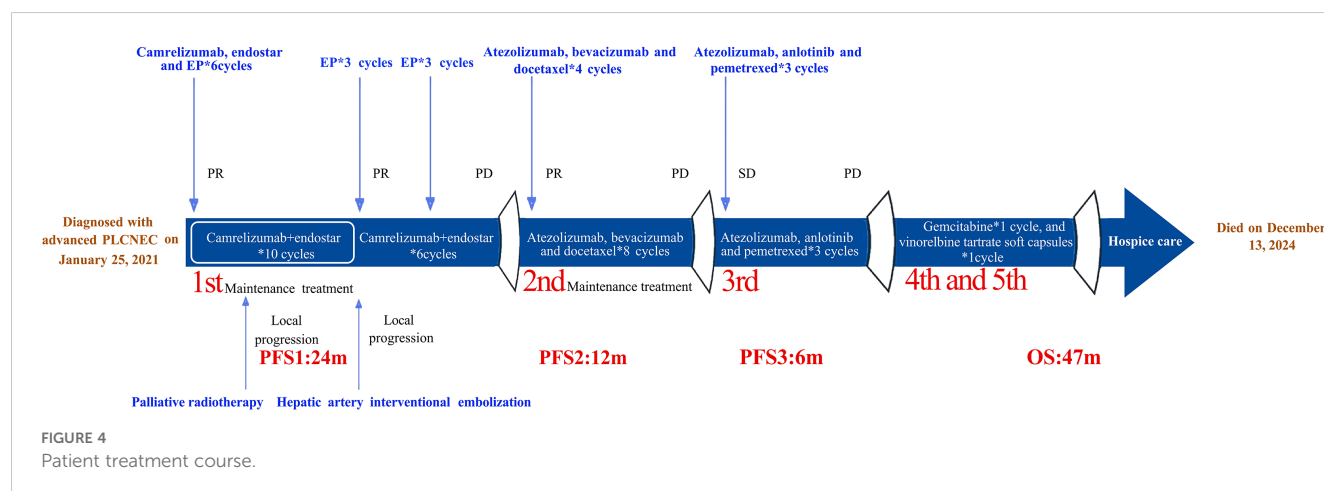 Camrelizumab, endostar
and EP*6cycles
EP*3 cycles
EP*3 cycles
Atezolizumab, bevacizumab and
docetaxel*4 cycles
Atezolizumab, anlotinib and
pemetrexed*3 cycles
PR
PR
PD
PR
PD
SD
PD
Diagnosed with
advanced PLCNEC on
January 25, 2021
Camrelizumab+endostar
*10 cycles
Camrelizumab+endostar
*6cycles
Atezolizumab, bevacizumab
and docetaxel*8 cycles
Atezolizumab, anlotinib
and pemetrexed*3 cycles
Gemcitabine*1 cycle, and
vinorelbine tartrate soft capsules
*1cycle
Hospice care
Died on December
13, 2024
1st Maintenance treatment
2nd Maintenance treatment
3rd
4th and 5th
Local
progression
Local
progression
PFS1:24m
PFS2:12m
PFS3:6m
OS:47m
Palliative radiotherapy
Hepatic artery interventional embolization
FIGURE 4
Patient treatment course.